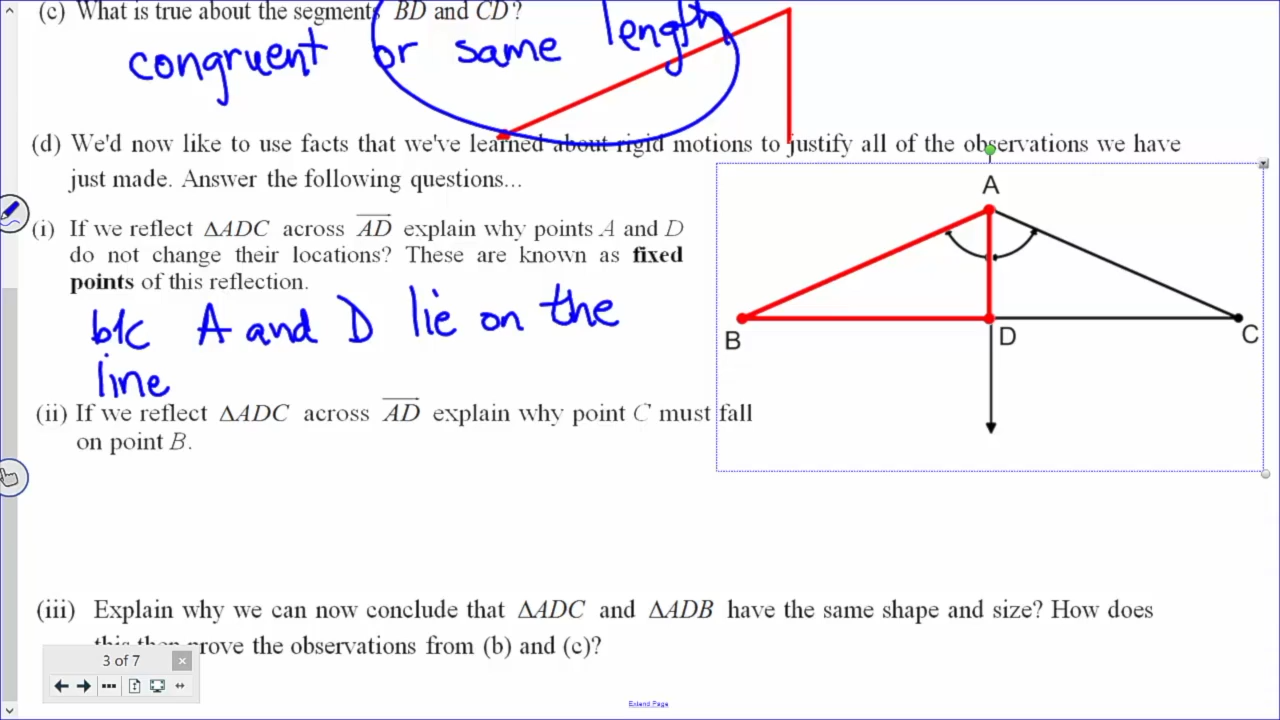 (c) What is true about the segments BD and CD?
congruent or same length
(d) We'd now like to use facts that we've learned about rigid motions to justify all of the observations we have
just made. Answer the following questions...
A
(i) If we reflect ΔADC across AD explain why points A and D
do not change their locations? These are known as fixed
points of this reflection.
b/c A and D lie on the
line
B
D
C
(ii) If we reflect ΔADC across AD explain why point C must fall
on point B.
(iii) Explain why we can now conclude that ΔADC and ΔADB have the same shape and size? How does
this then prove the observations from (b) and (c)?
3 of 7
Extend Page